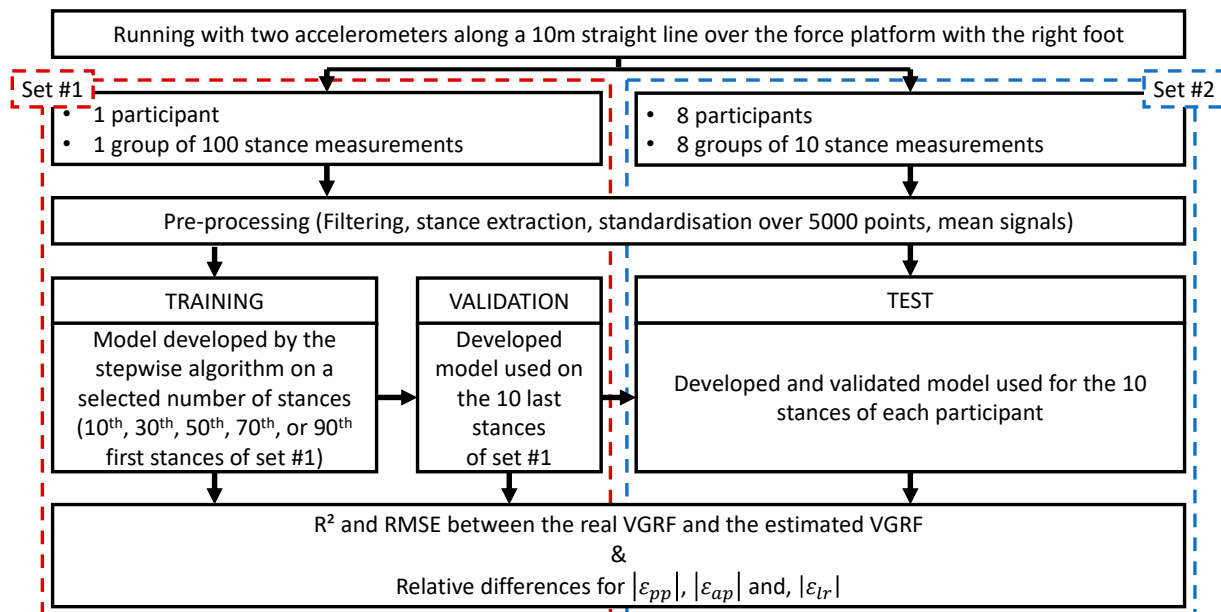 Running with two accelerometers along a 10m straight line over the force platform with the right foot
Set #1
• 1 participant
• 1 group of 100 stance measurements
Set #2
• 8 participants
• 8 groups of 10 stance measurements
Pre-processing (Filtering, stance extraction, standardisation over 5000 points, mean signals)
TRAINING
Model developed by the
stepwise algorithm on a
selected number of stances
(10th, 30th, 50th, 70th, or 90th
first stances of set #1)
VALIDATION
Developed
model used on
the 10 last
stances
of set #1
TEST
Developed and validated model used for the 10
stances of each participant
R² and RMSE between the real VGRF and the estimated VGRF
&
Relative differences for |εpp|, |εap| and, |εlr|